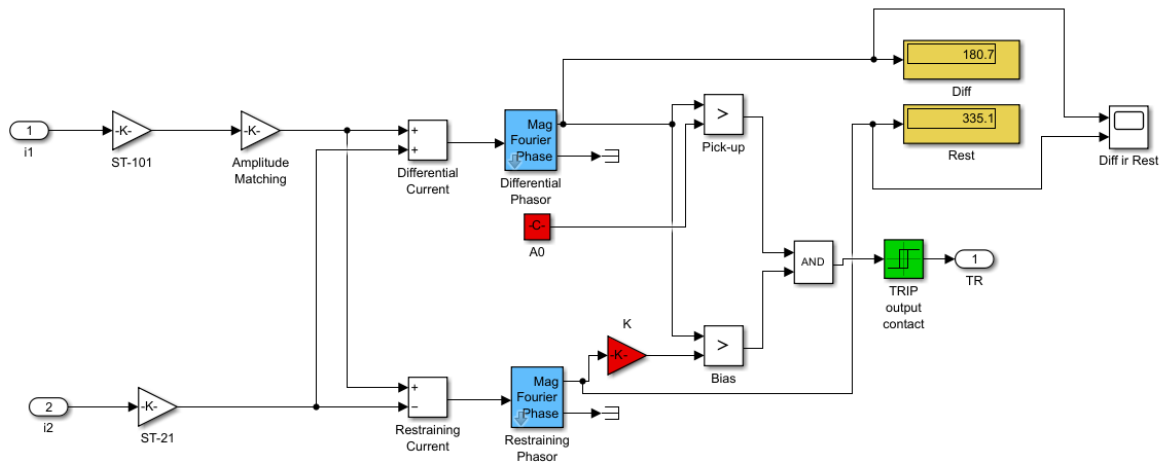 1
i1
-K-
ST-101
-K-
Amplitude
Matching
+
+
Differential
Current
Mag
Fourier
Phase
Differential
Phasor
-C-
A0
>
Pick-up
180.7
Diff
335.1
Rest
Diff ir Rest
AND
TRIP
output
contact
1
TR
K
-K-
>
Bias
2
i2
-K-
ST-21
+
−
Restraining
Current
Mag
Fourier
Phase
Restraining
Phasor